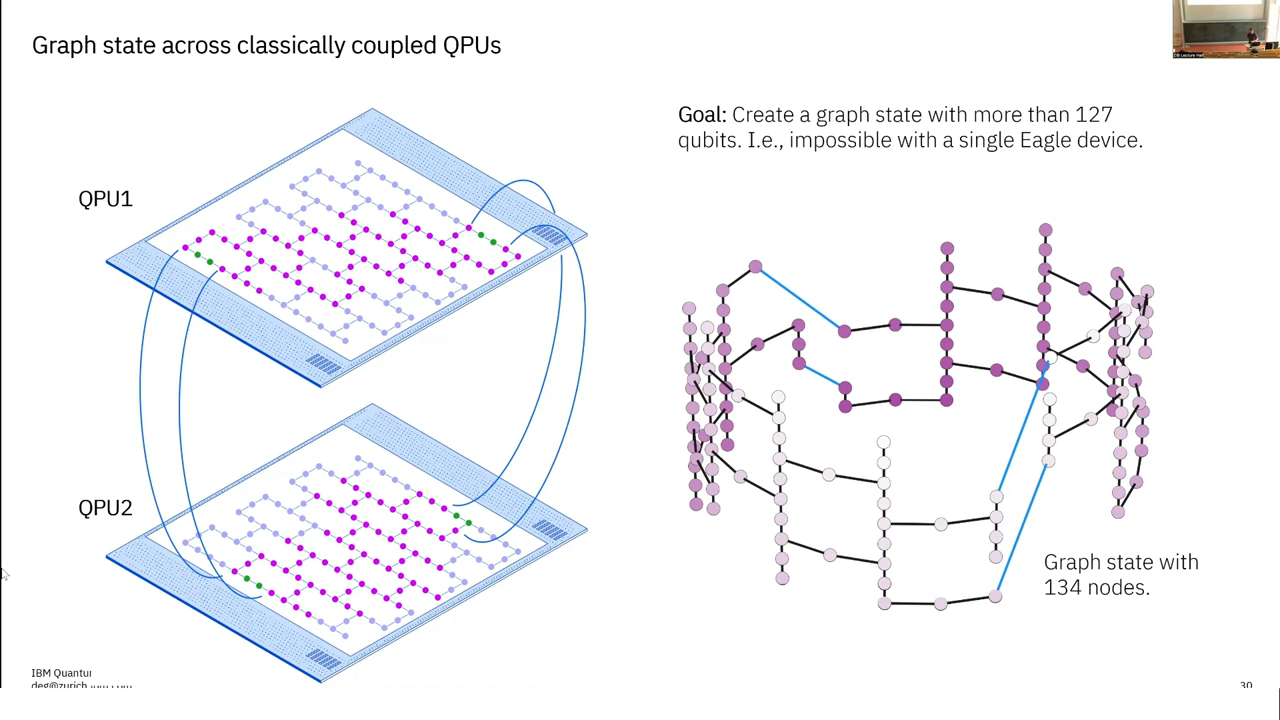 Graph state across classically coupled QPUs
Goal: Create a graph state with more than 127
qubits. I.e., impossible with a single Eagle device.
QPU1
QPU2
Graph state with
134 nodes.
IBM Quantum
30